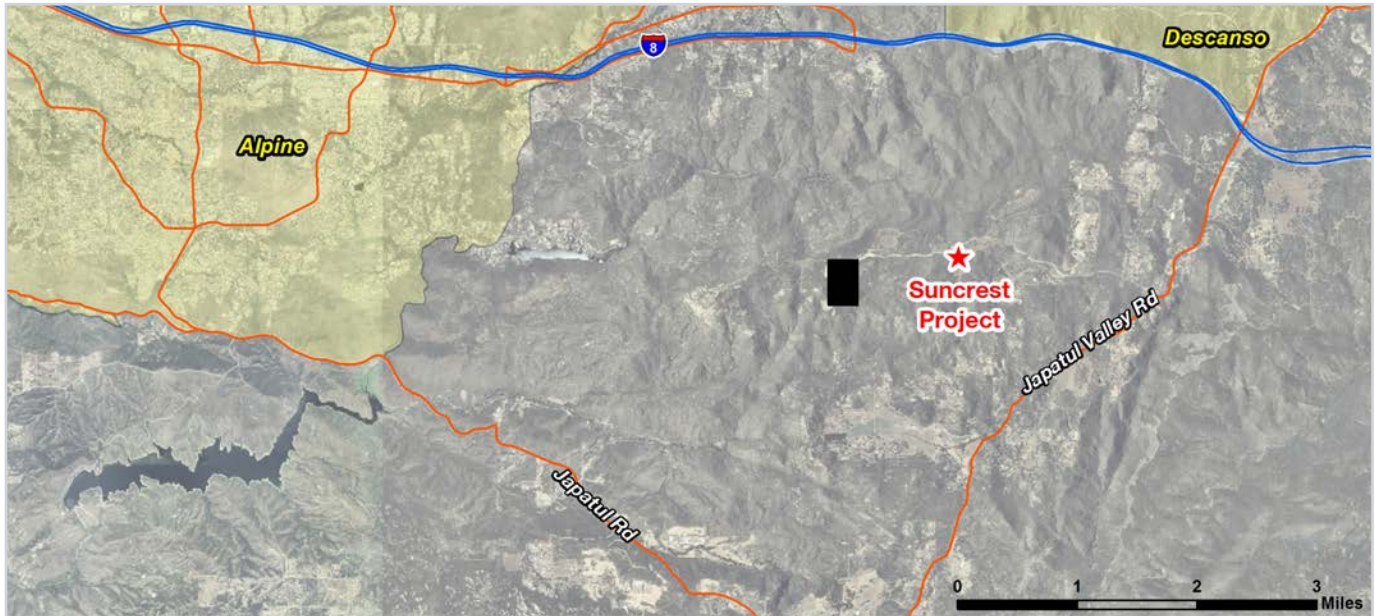 8
Descanso
Alpine
Suncrest
Project
Japatul Valley Rd
Japatul Rd
0 1 2 3
Miles